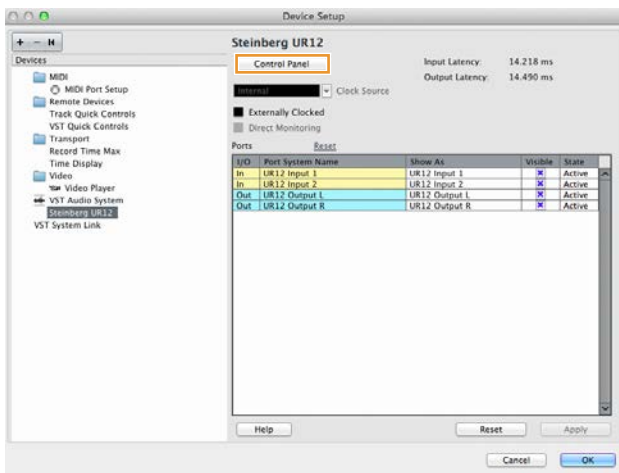 Device Setup
Devices
MIDI
MIDI Port Setup
Remote Devices
Track Quick Controls
VST Quick Controls
Transport
Record Time Max
Time Display
Video
Video Player
VST Audio System
Steinberg UR12
VST System Link
Steinberg UR12
Control Panel
Input Latency: 14.218 ms
Output Latency: 14.490 ms
Internal Clock Source
Externally Clocked
Direct Monitoring
Ports Reset
I/O Port System Name Show As Visible State
In UR12 Input 1 UR12 Input 1 Active
In UR12 Input 2 UR12 Input 2 Active
Out UR12 Output L UR12 Output L Active
Out UR12 Output R UR12 Output R Active
Help Reset Apply
Cancel OK